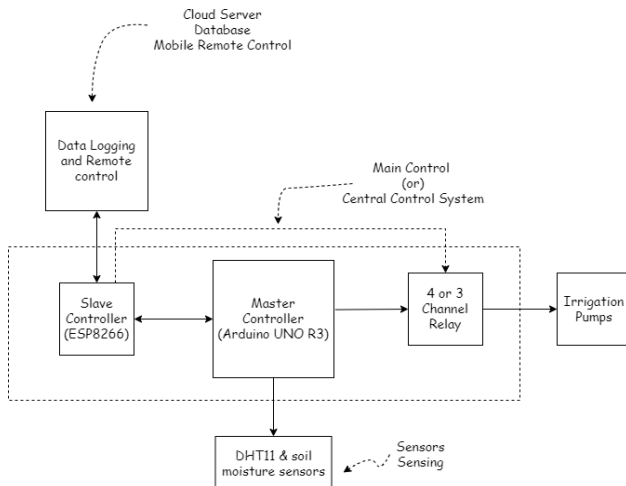 Cloud Server
Database
Mobile Remote Control
Data Logging
and Remote
control
Main Control
(or)
Central Control System
Slave
Controller
(ESP8266)
Master
Controller
(Arduino UNO R3)
4 or 3
Channel
Relay
Irrigation
Pumps
DHT11 & soil
moisture sensors
Sensors
Sensing